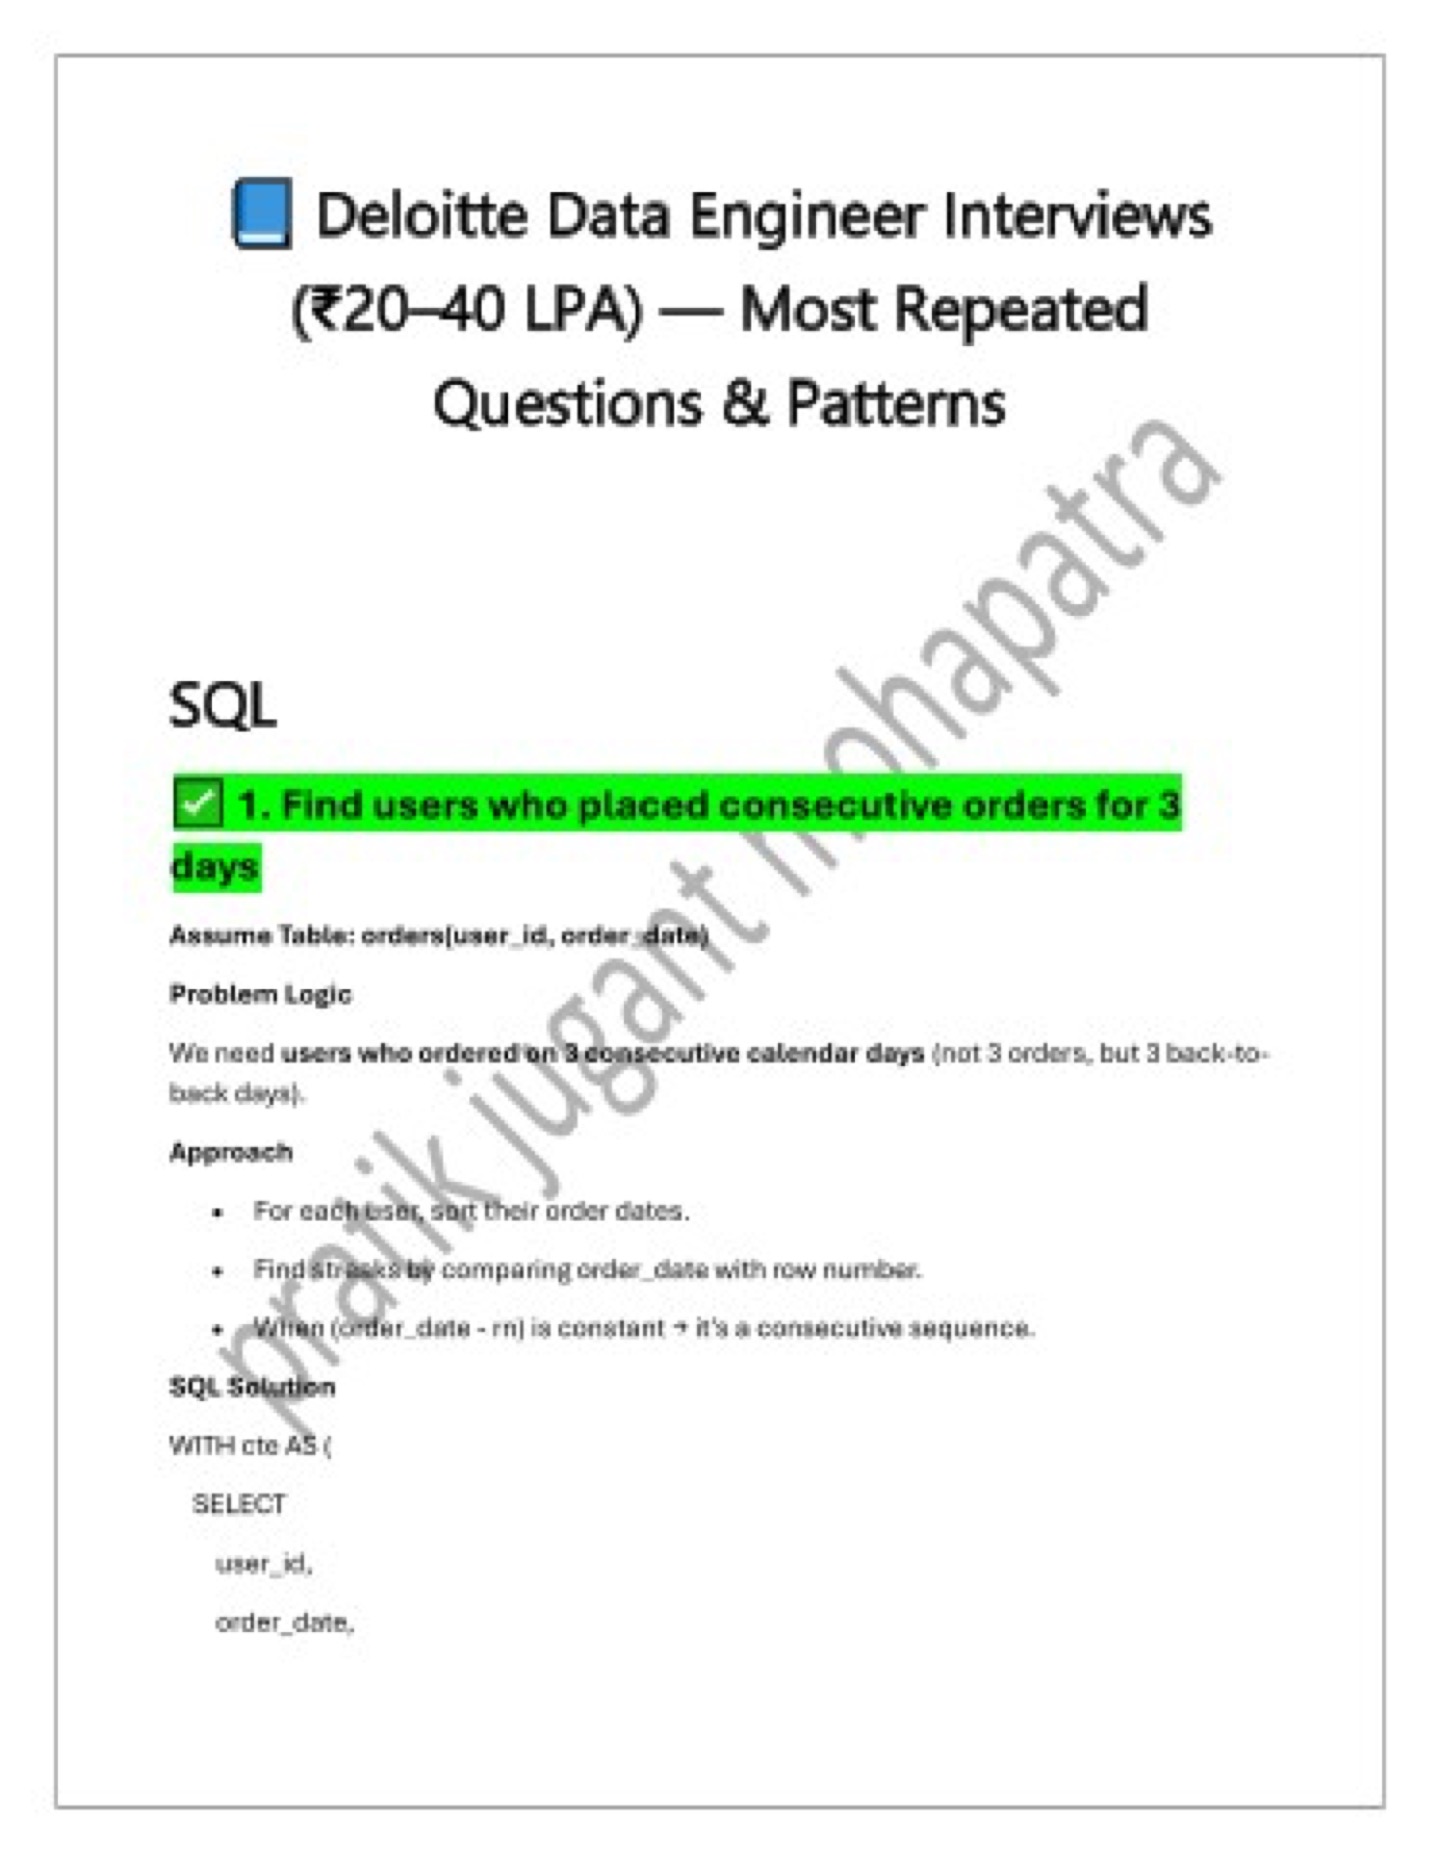 📘 Deloitte Data Engineer Interviews
(₹20–40 LPA) — Most Repeated
Questions & Patterns
SQL
✅ 1. Find users who placed consecutive orders for 3
days
Assume Table: orders(user_id, order_date)
Problem Logic
We need users who ordered on 3 consecutive calendar days (not 3 orders, but 3 back-to-
back days).
Approach
• For each user, sort their order dates.
• Find streaks by comparing order_date with row number.
• When (order_date - rn) is constant → it's a consecutive sequence.
SQL Solution
WITH cte AS (
SELECT
user_id,
order_date,
pratik jugant mohapatra